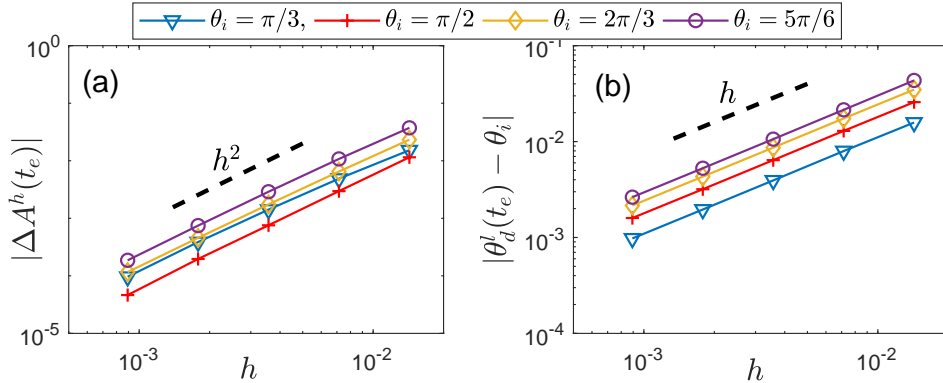 θ_i = π/3, θ_i = π/2 θ_i = 2π/3 θ_i = 5π/6
(a)
10^0
10^-5
|ΔA^h(t_e)|
h^2
10^-3 10^-2
h
(b)
10^-1
10^-2
10^-3
10^-4
|θ_d^l(t_e) − θ_i|
h
10^-3 10^-2
h